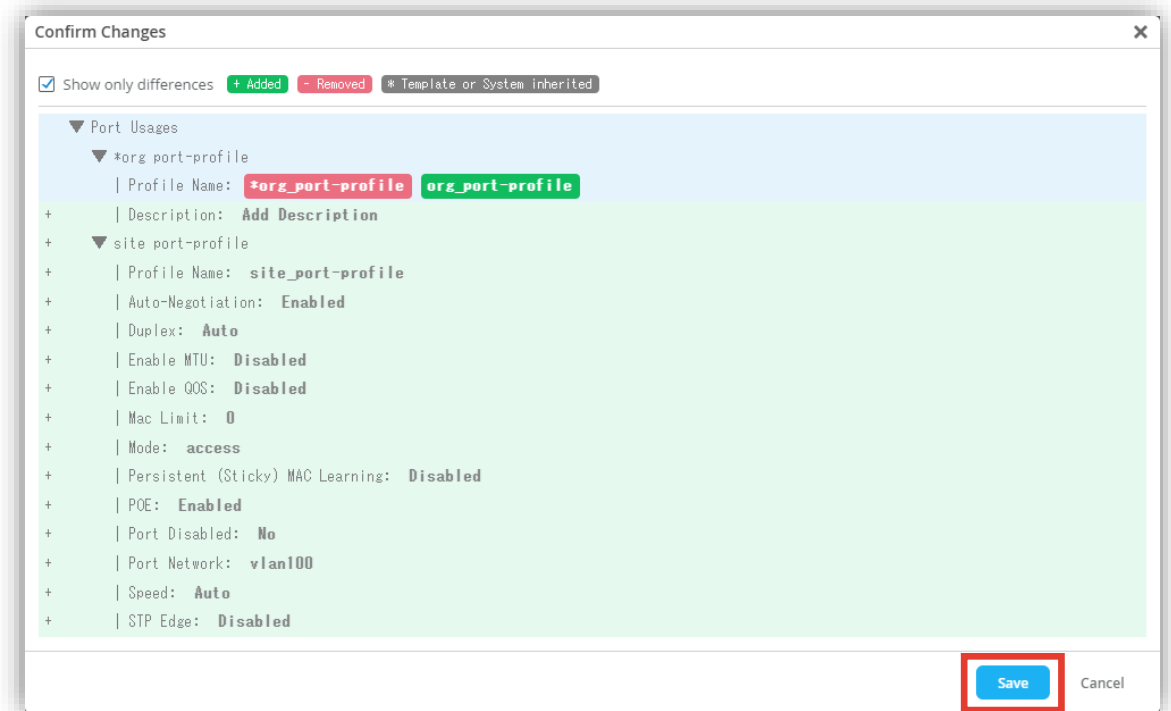 Confirm Changes ×
Show only differences + Added - Removed * Template or System inherited
▼ Port Usages
▼ *org port-profile
| Profile Name: *org_port-profile org_port-profile
+ | Description: Add Description
+ ▼ site port-profile
+ | Profile Name: site_port-profile
+ | Auto-Negotiation: Enabled
+ | Duplex: Auto
+ | Enable MTU: Disabled
+ | Enable QOS: Disabled
+ | Mac Limit: 0
+ | Mode: access
+ | Persistent (Sticky) MAC Learning: Disabled
+ | POE: Enabled
+ | Port Disabled: No
+ | Port Network: vlan100
+ | Speed: Auto
+ | STP Edge: Disabled
Save Cancel